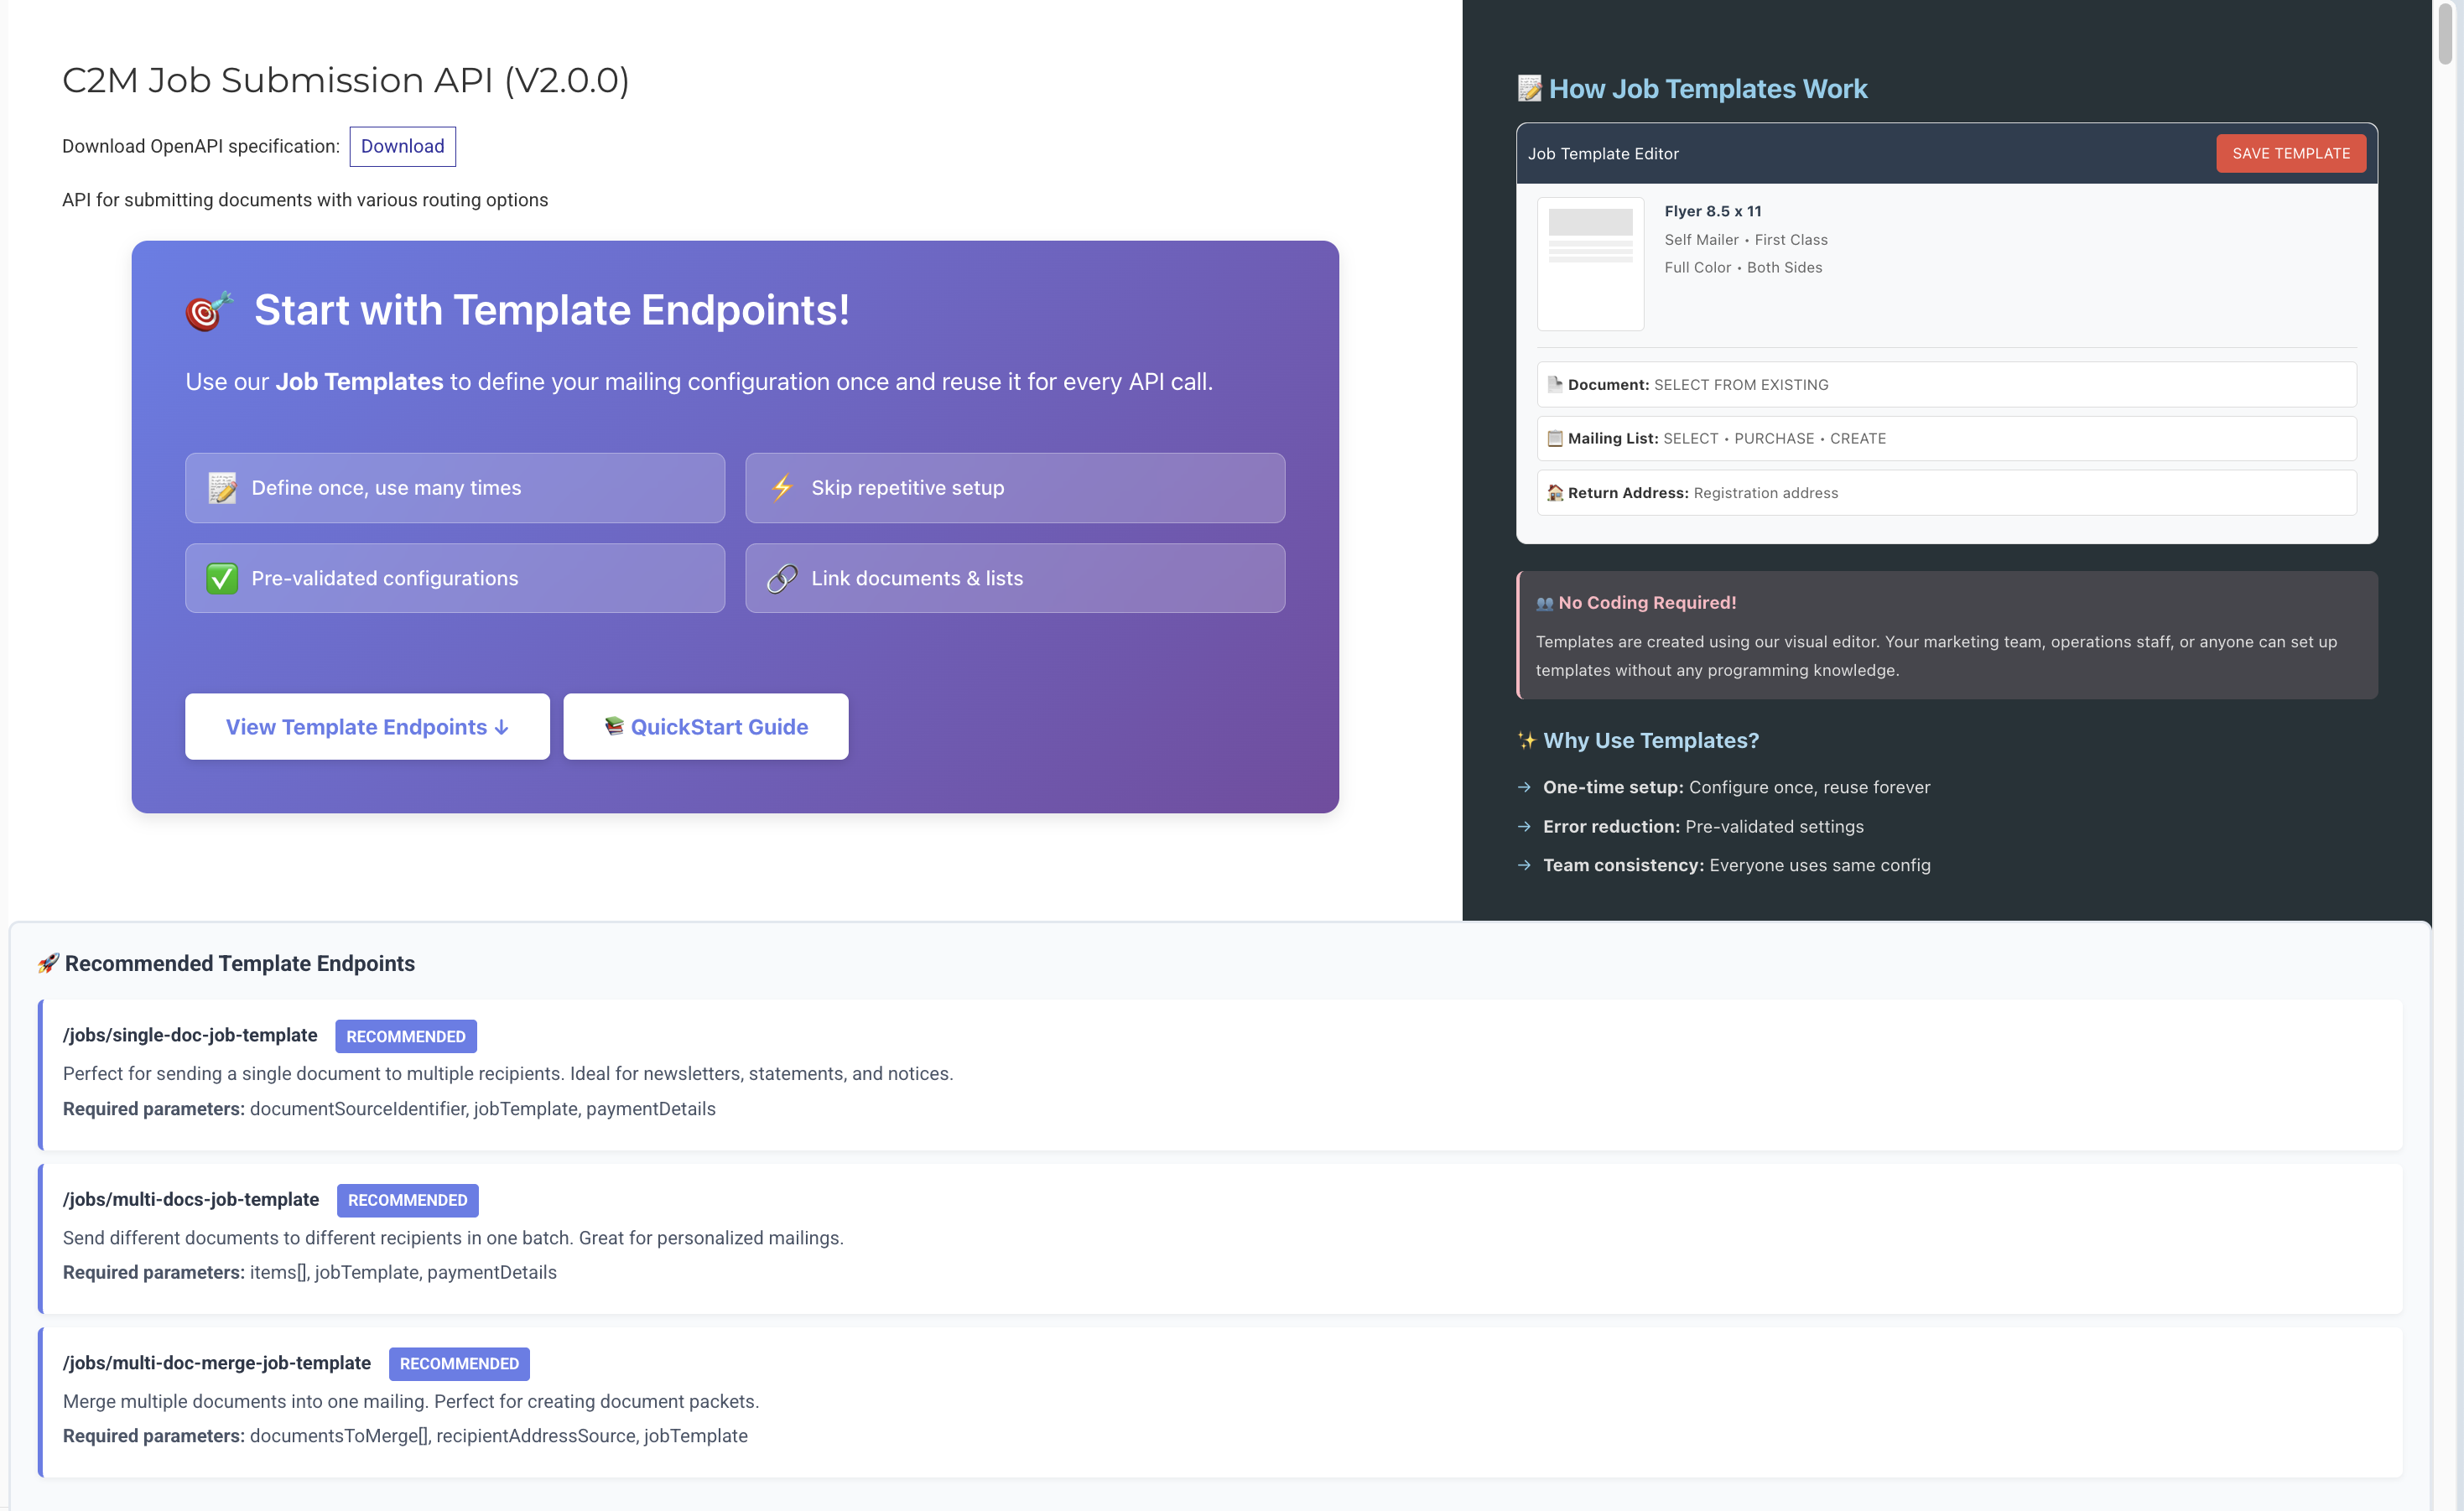 C2M Job Submission API (V2.0.0)
Download OpenAPI specification: Download
API for submitting documents with various routing options
🎯 Start with Template Endpoints!
Use our Job Templates to define your mailing configuration once and reuse it for every API call.
📝 Define once, use many times
⚡ Skip repetitive setup
✅ Pre-validated configurations
🔗 Link documents & lists
View Template Endpoints ↓
📚 QuickStart Guide
📝 How Job Templates Work
Job Template Editor
SAVE TEMPLATE
Flyer 8.5 x 11
Self Mailer • First Class
Full Color • Both Sides
📄 Document: SELECT FROM EXISTING
📋 Mailing List: SELECT • PURCHASE • CREATE
🏠 Return Address: Registration address
👥 No Coding Required!
Templates are created using our visual editor. Your marketing team, operations staff, or anyone can set up
templates without any programming knowledge.
✨ Why Use Templates?
→ One-time setup: Configure once, reuse forever
→ Error reduction: Pre-validated settings
→ Team consistency: Everyone uses same config
🚀 Recommended Template Endpoints
/jobs/single-doc-job-template RECOMMENDED
Perfect for sending a single document to multiple recipients. Ideal for newsletters, statements, and notices.
Required parameters: documentSourceIdentifier, jobTemplate, paymentDetails
/jobs/multi-docs-job-template RECOMMENDED
Send different documents to different recipients in one batch. Great for personalized mailings.
Required parameters: items[], jobTemplate, paymentDetails
/jobs/multi-doc-merge-job-template RECOMMENDED
Merge multiple documents into one mailing. Perfect for creating document packets.
Required parameters: documentsToMerge[], recipientAddressSource, jobTemplate